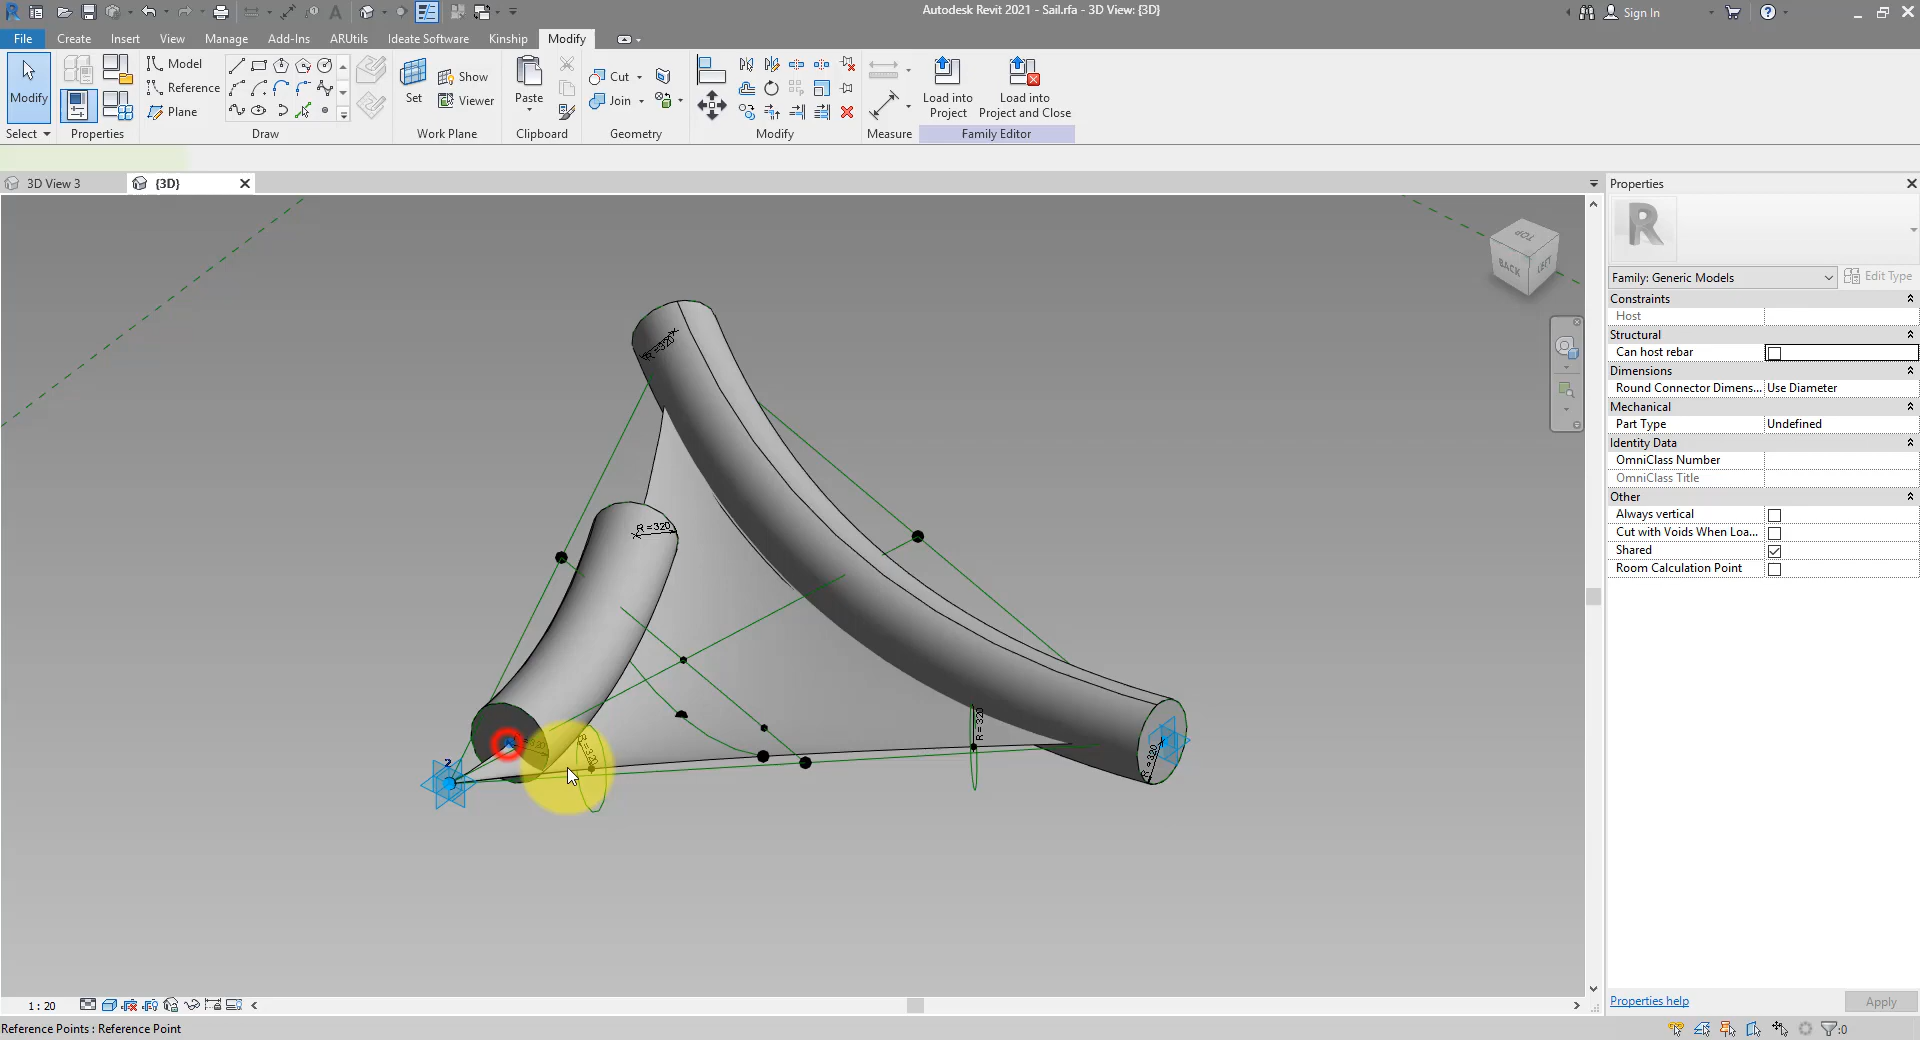 Autodesk Revit 2021 - Sail.rfa - 3D View: {3D}
Sign In
File
Create
Insert
View
Manage
Add-Ins
ARUtils
Ideate Software
Kinship
Modify
Modify
Select
Properties
Model
Reference
Plane
Draw
Set
Show
Viewer
Work Plane
Paste
Clipboard
Cut
Join
Geometry
Modify
Measure
Load into
Project
Load into
Project and Close
Family Editor
3D View 3
{3D}
TOP
BACK
LEFT
R =320
R =320
R =320
R =320
R =320
2
Properties
R
Family: Generic Models
Edit Type
Constraints
Host
Structural
Can host rebar
Dimensions
Round Connector Dimens...
Use Diameter
Mechanical
Part Type
Undefined
Identity Data
OmniClass Number
OmniClass Title
Other
Always vertical
Cut with Voids When Loa...
Shared
Room Calculation Point
Properties help
Apply
1 : 20
Reference Points : Reference Point
:0